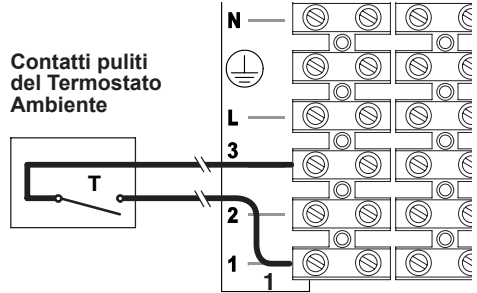 N
Contatti puliti
del Termostato
Ambiente
L
3
T
2
1
1